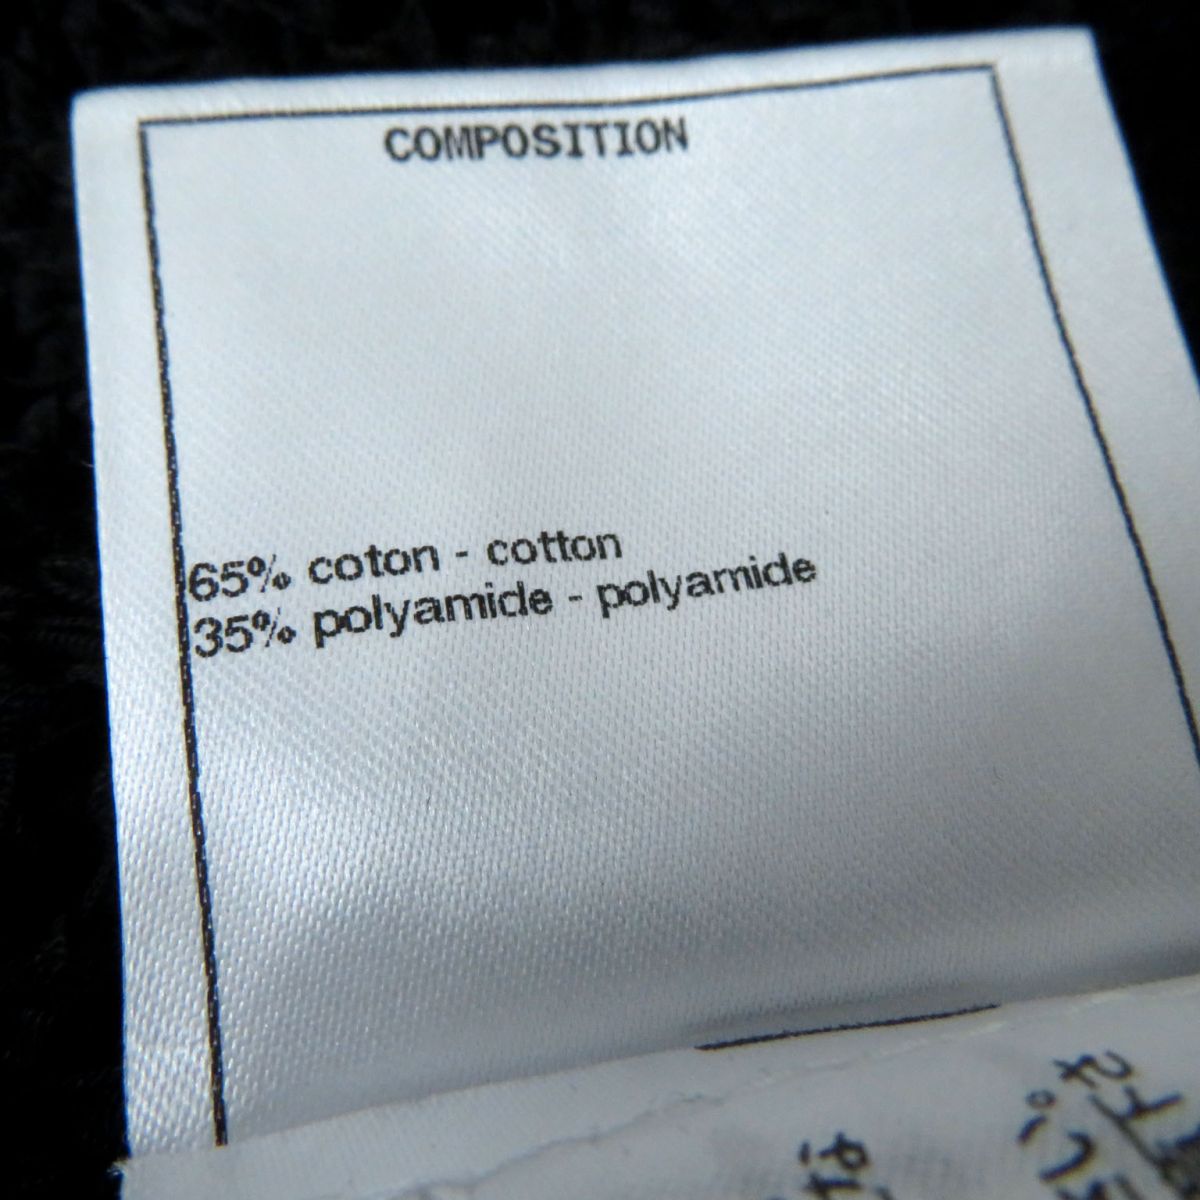 COMPOSITION
65% coton - cotton
35% polyamide - polyamide